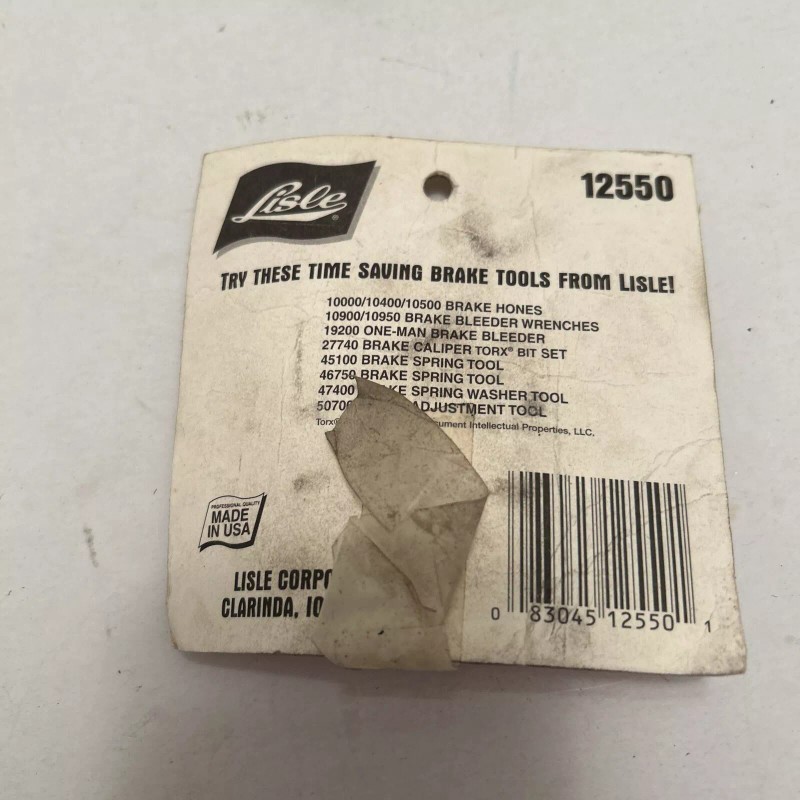 Lisle®
12550
TRY THESE TIME SAVING BRAKE TOOLS FROM LISLE!
10000/10400/10500 BRAKE HONES
10900/10950 BRAKE BLEEDER WRENCHES
19200 ONE-MAN BRAKE BLEEDER
27740 BRAKE CALIPER TORX® BIT SET
45100 BRAKE SPRING TOOL
46750 BRAKE SPRING TOOL
47400 SPRING WASHER TOOL
ADJUSTMENT TOOL
Intellectual Properties, LLC.
PROFESSIONAL QUALITY
MADE
IN USA
LISLE
CLARINDA,
0 83045 12550 1